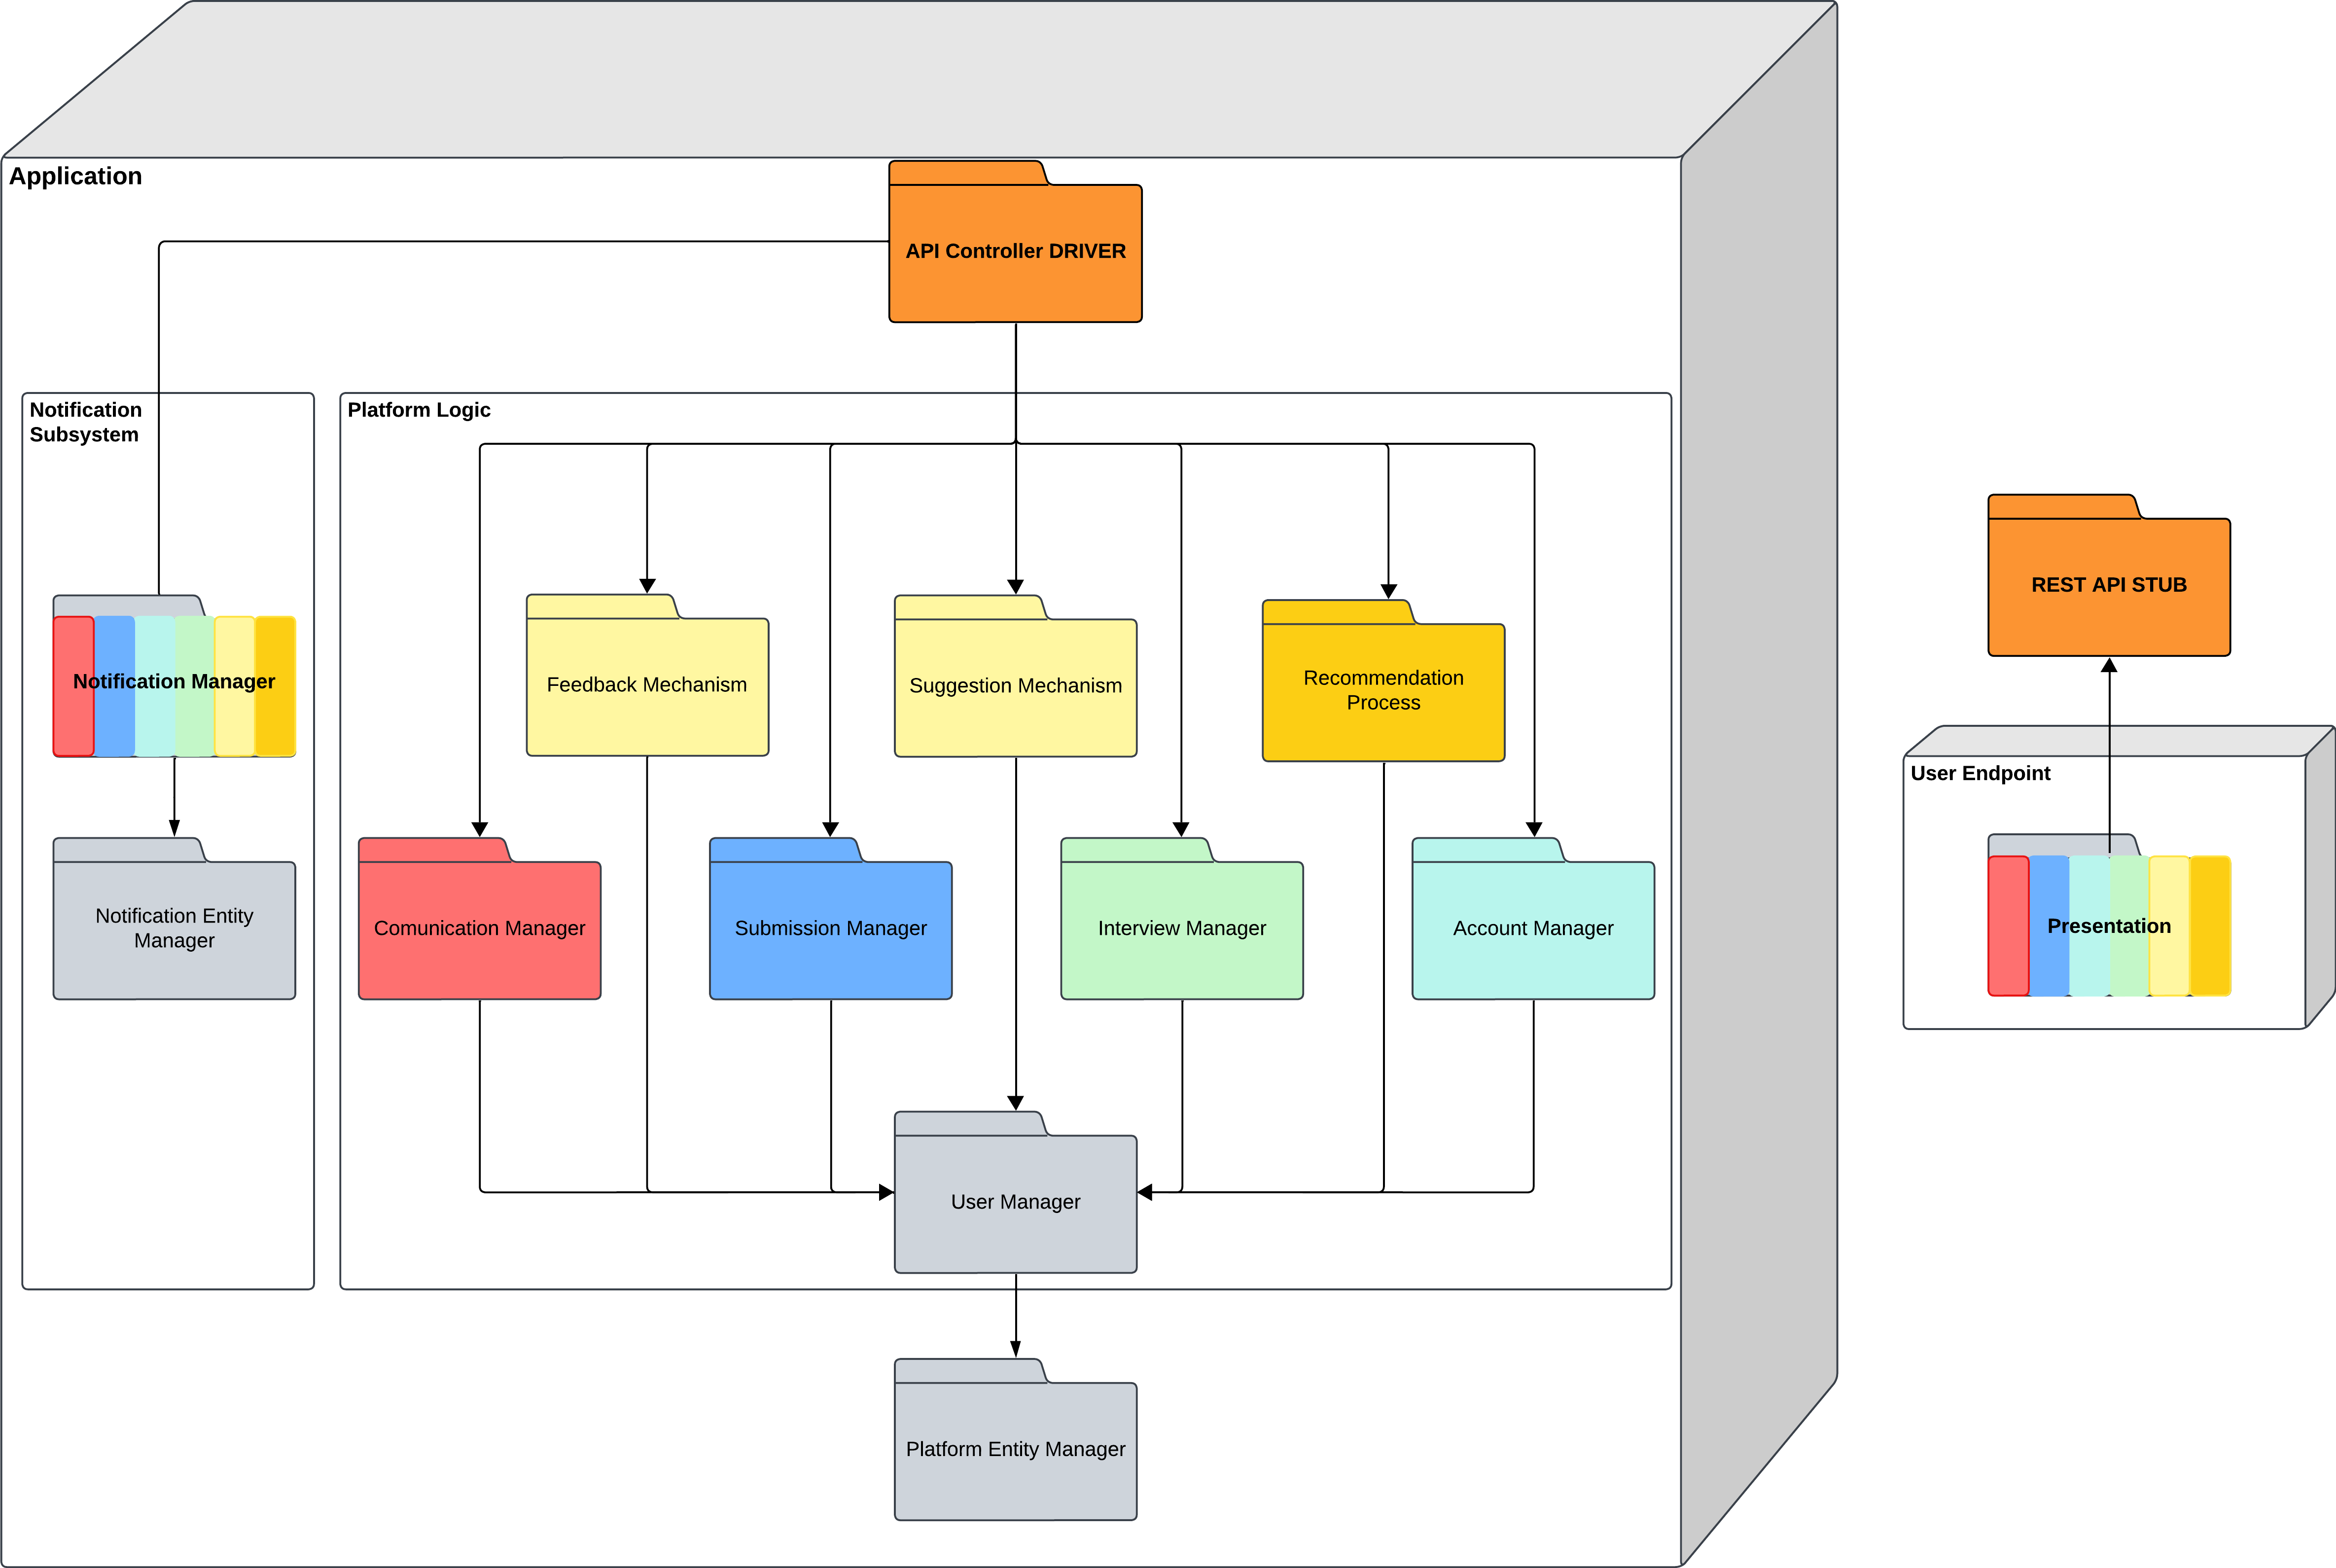 Application
API Controller DRIVER
Notification
Subsystem
Platform Logic
REST API STUB
Notification Manager
Feedback Mechanism
Suggestion Mechanism
Recommendation
Process
User Endpoint
Notification Entity
Manager
Comunication Manager
Submission Manager
Interview Manager
Account Manager
Presentation
User Manager
Platform Entity Manager